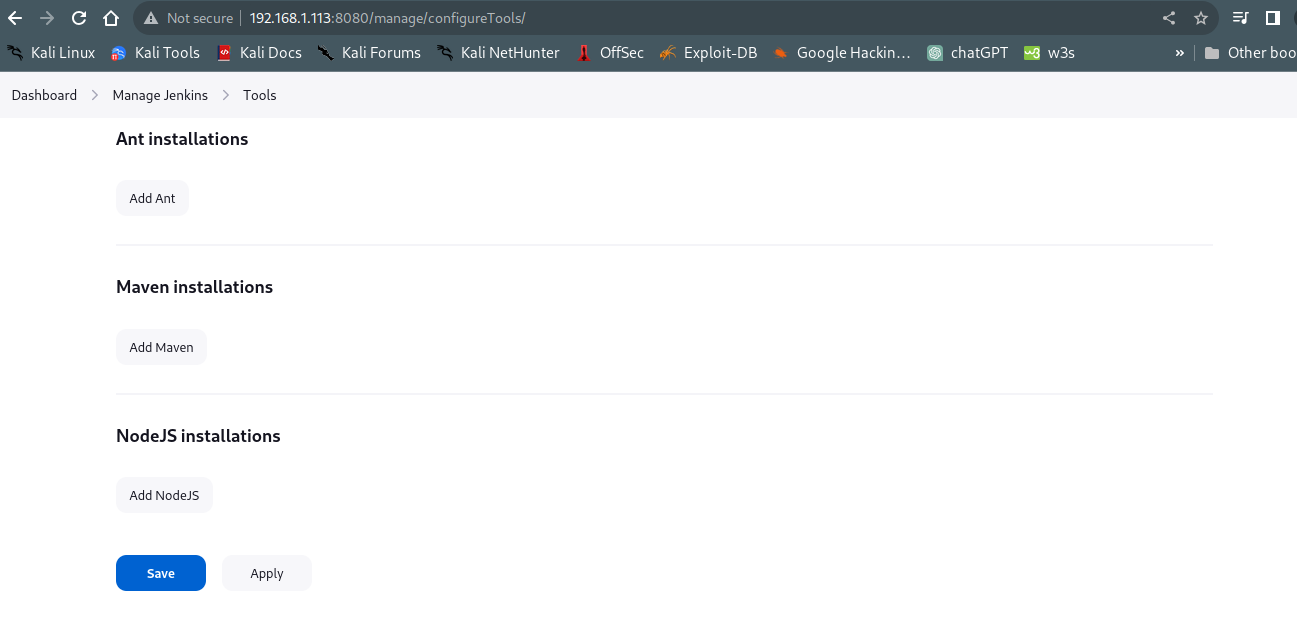 Not secure 192.168.1.113:8080/manage/configureTools/
Kali Linux Kali Tools Kali Docs Kali Forums Kali NetHunter OffSec Exploit-DB Google Hackin... chatGPT w3s » Other boo
Dashboard Manage Jenkins Tools
Ant installations
Add Ant
Maven installations
Add Maven
NodeJS installations
Add NodeJS
Save Apply